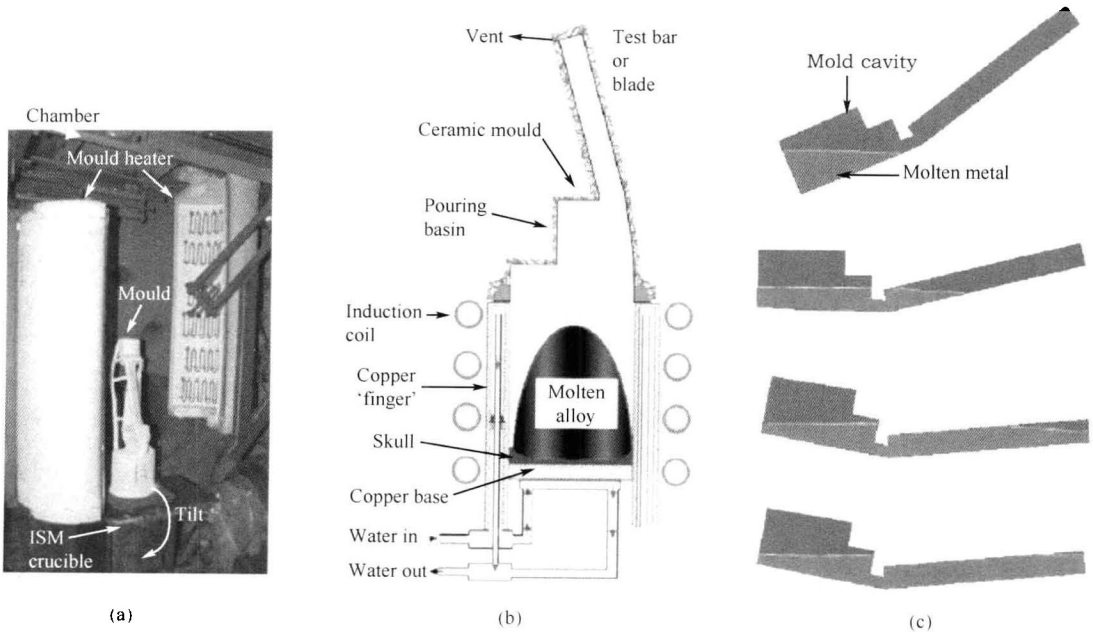 Chamber
Mould heater
Mould
Tilt
ISM
crucible
(a)
Vent
Test bar
or
blade
Ceramic mould
Pouring
basin
Induction
coil
Copper
‘finger’
Molten
alloy
Skull
Copper base
Water in
Water out
(b)
Mold cavity
Molten metal
(c)